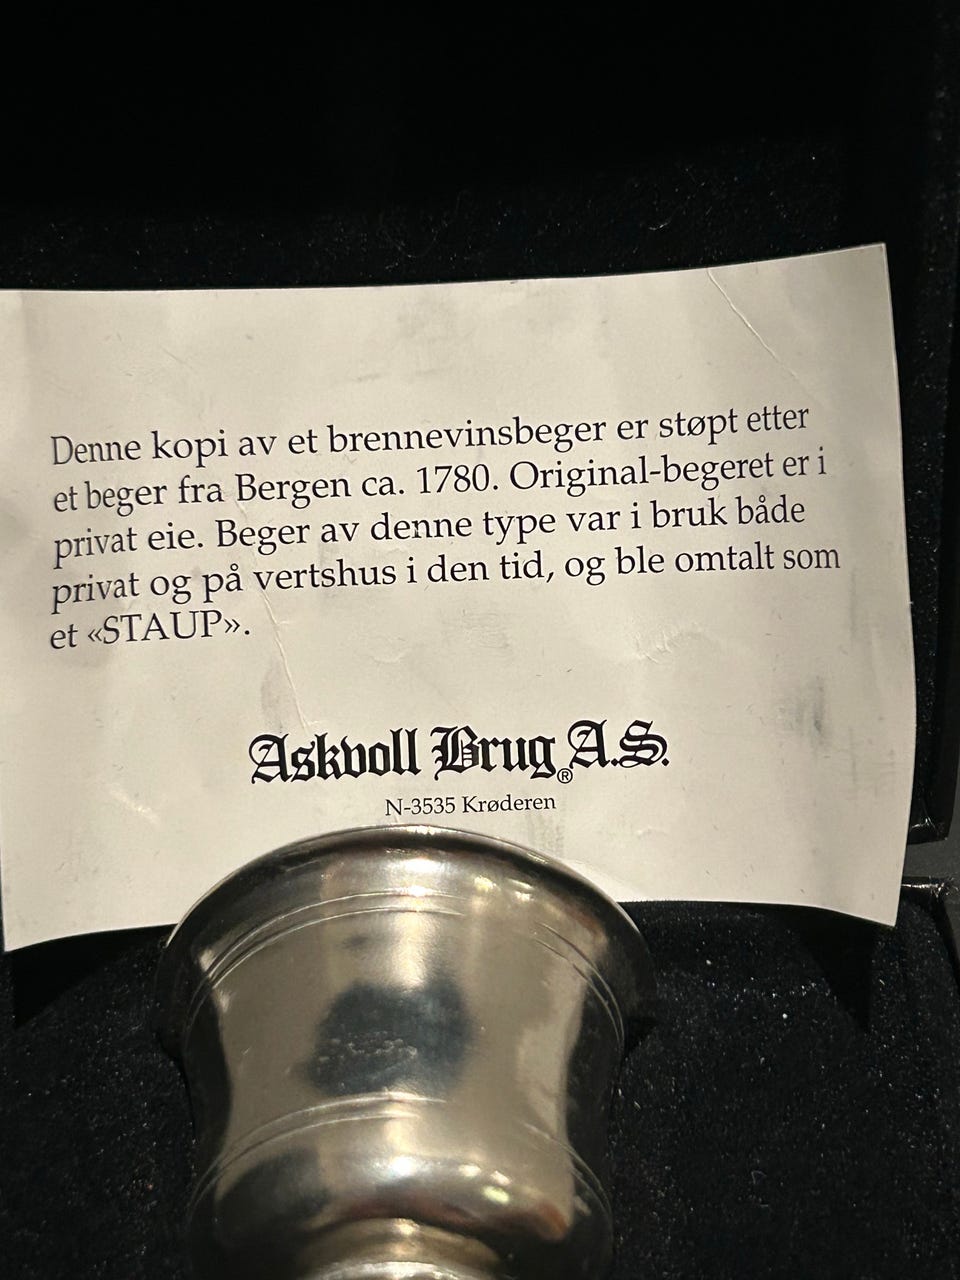 Denne kopi av et brennevinsbeger er støpt etter
et beger fra Bergen ca. 1780. Original-begeret er i
privat eie. Beger av denne type var i bruk både
privat og på vertshus i den tid, og ble omtalt som
et «STAUP».
Askvoll Brug® A.S.
N-3535 Krøderen